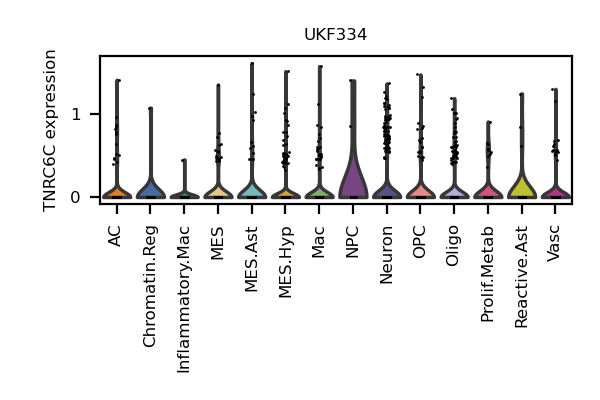 UKF334
TNRC6C expression
1
0
AC
Chromatin.Reg
Inflammatory.Mac
MES
MES.Ast
MES.Hyp
Mac
NPC
Neuron
OPC
Oligo
Prolif.Metab
Reactive.Ast
Vasc